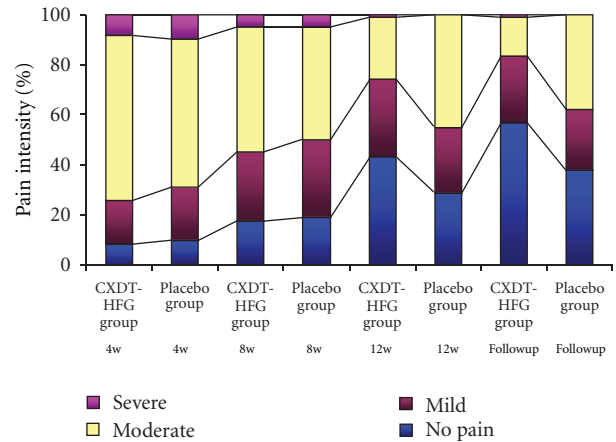 Pain intensity (%)
100
80
60
40
20
0
CXDT-
HFG
group
4w
Placebo
group
4w
CXDT-
HFG
group
8w
Placebo
group
8w
CXDT-
HFG
group
12w
Placebo
group
12w
CXDT-
HFG
group
Followup
Placebo
group
Followup
Severe
Moderate
Mild
No pain